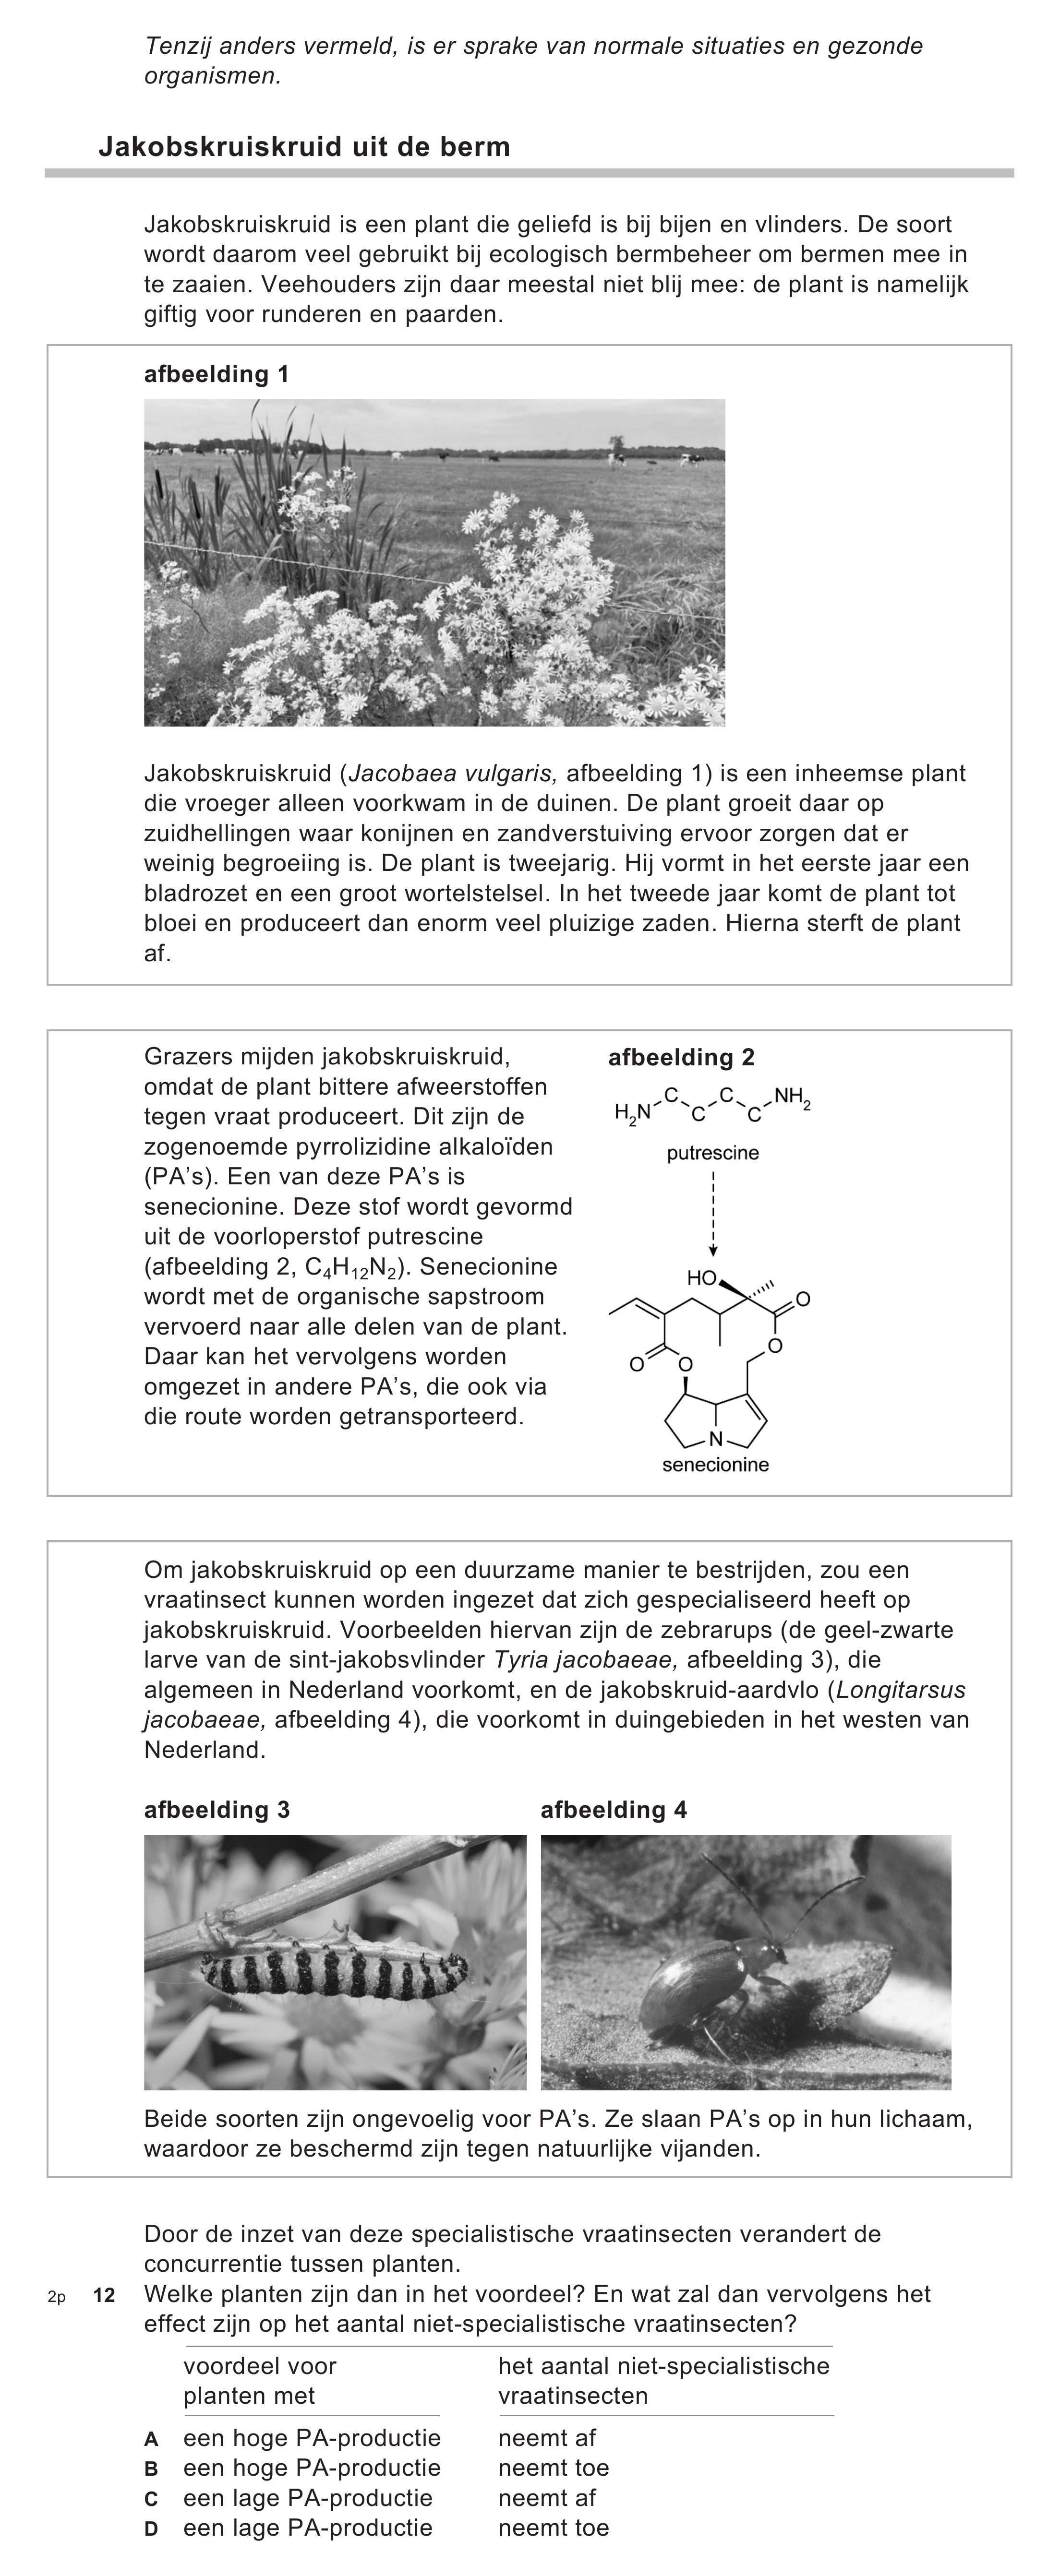 Tenzij anders vermeld, is er sprake van normale situaties en gezonde
organismen.
Jakobskruiskruid uit de berm
Jakobskruiskruid is een plant die geliefd is bij bijen en vlinders. De soort
wordt daarom veel gebruikt bij ecologisch bermbeheer om bermen mee in
te zaaien. Veehouders zijn daar meestal niet blij mee: de plant is namelijk
giftig voor runderen en paarden.
afbeelding 1
Jakobskruiskruid (Jacobaea vulgaris, afbeelding 1) is een inheemse plant
die vroeger alleen voorkwam in de duinen. De plant groeit daar op
zuidhellingen waar konijnen en zandverstuiving ervoor zorgen dat er
weinig begroeiing is. De plant is tweejarig. Hij vormt in het eerste jaar een
bladrozet en een groot wortelstelsel. In het tweede jaar komt de plant tot
bloei en produceert dan enorm veel pluizige zaden. Hierna sterft de plant
af.
Grazers mijden jakobskruiskruid,
omdat de plant bittere afweerstoffen
tegen vraat produceert. Dit zijn de
zogenoemde pyrrolizidine alkaloïden
(PA's). Een van deze PA's is
senecionine. Deze stof wordt gevormd
uit de voorloperstof putrescine
(afbeelding 2, C₄H₁₂N₂). Senecionine
wordt met de organische sapstroom
vervoerd naar alle delen van de plant.
Daar kan het vervolgens worden
omgezet in andere PA's, die ook via
die route worden getransporteerd.
afbeelding 2
H₂N C C C C NH₂
putrescine
HO
O
O
O
O
N
senecionine
Om jakobskruiskruid op een duurzame manier te bestrijden, zou een
vraatinsect kunnen worden ingezet dat zich gespecialiseerd heeft op
jakobskruiskruid. Voorbeelden hiervan zijn de zebrarups (de geel-zwarte
larve van de sint-jakobsvlinder Tyria jacobaeae, afbeelding 3), die
algemeen in Nederland voorkomt, en de jakobskruid-aardvlo (Longitarsus
jacobaeae, afbeelding 4), die voorkomt in duingebieden in het westen van
Nederland.
afbeelding 3 afbeelding 4
Beide soorten zijn ongevoelig voor PA's. Ze slaan PA's op in hun lichaam,
waardoor ze beschermd zijn tegen natuurlijke vijanden.
Door de inzet van deze specialistische vraatinsecten verandert de
concurrentie tussen planten.
2p 12 Welke planten zijn dan in het voordeel? En wat zal dan vervolgens het
effect zijn op het aantal niet-specialistische vraatinsecten?
voordeel voor het aantal niet-specialistische
planten met vraatinsecten
A een hoge PA-productie neemt af
B een hoge PA-productie neemt toe
C een lage PA-productie neemt af
D een lage PA-productie neemt toe